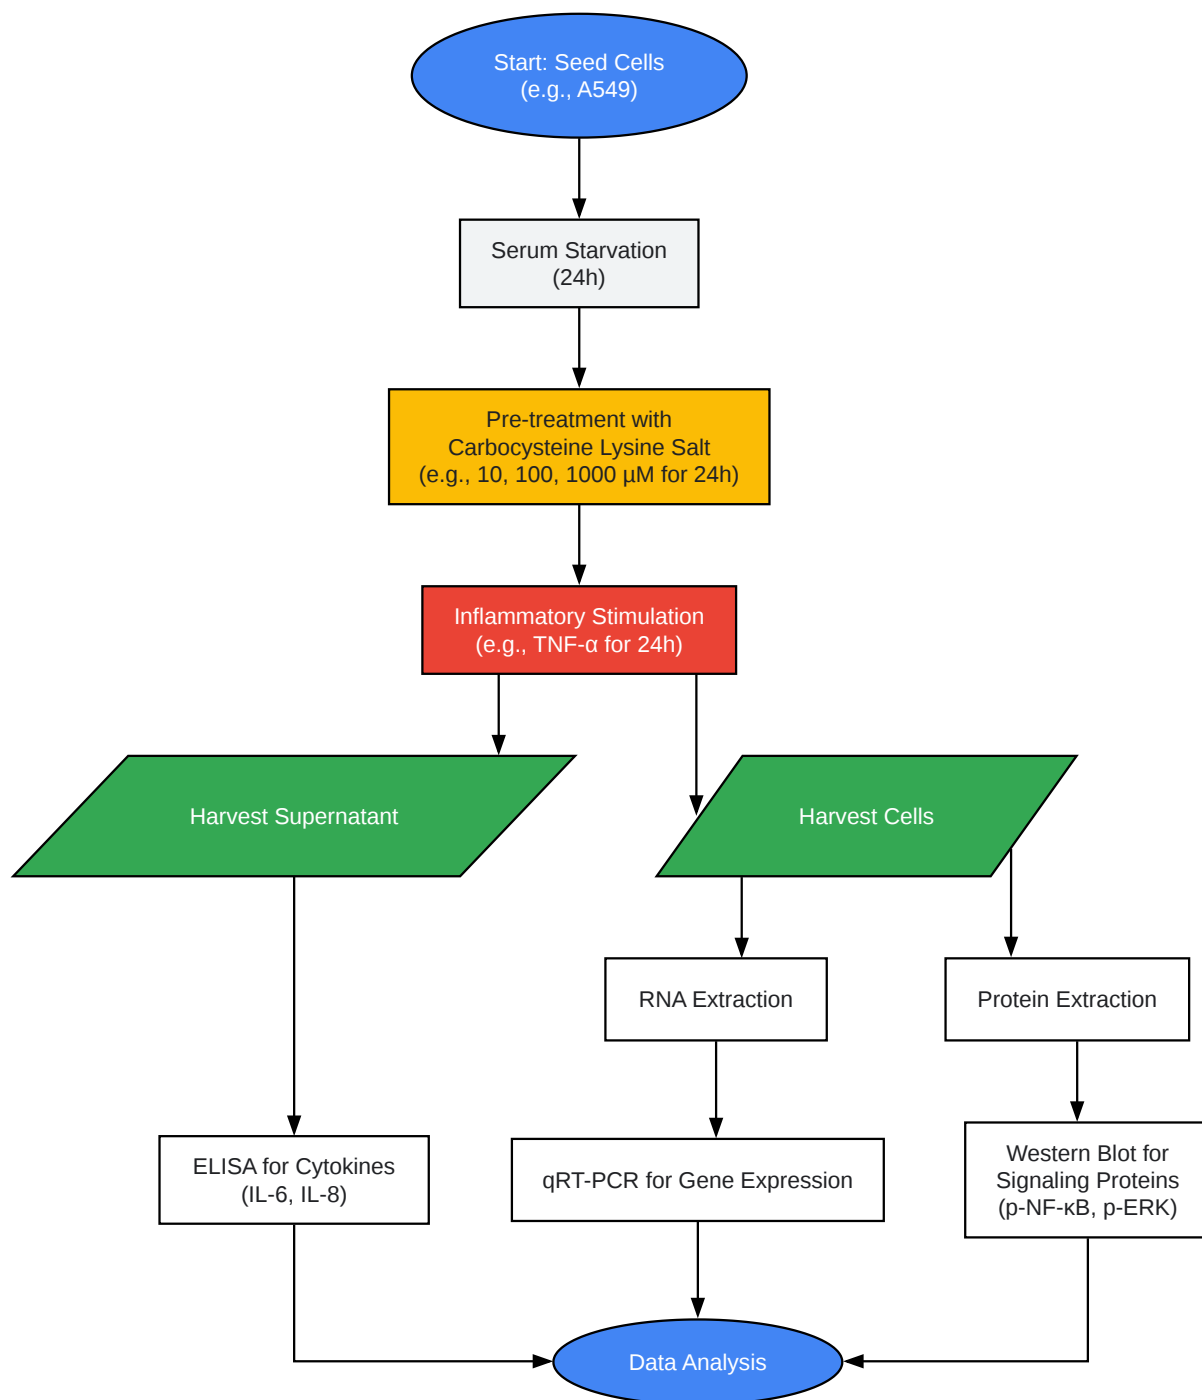 Start: Seed Cells
(e.g., A549)
Serum Starvation
(24h)
Pre-treatment with
Carbocysteine Lysine Salt
(e.g., 10, 100, 1000 µM for 24h)
Inflammatory Stimulation
(e.g., TNF-α for 24h)
Harvest Supernatant
Harvest Cells
RNA Extraction
Protein Extraction
ELISA for Cytokines
(IL-6, IL-8)
qRT-PCR for Gene Expression
Western Blot for
Signaling Proteins
(p-NF-κB, p-ERK)
Data Analysis